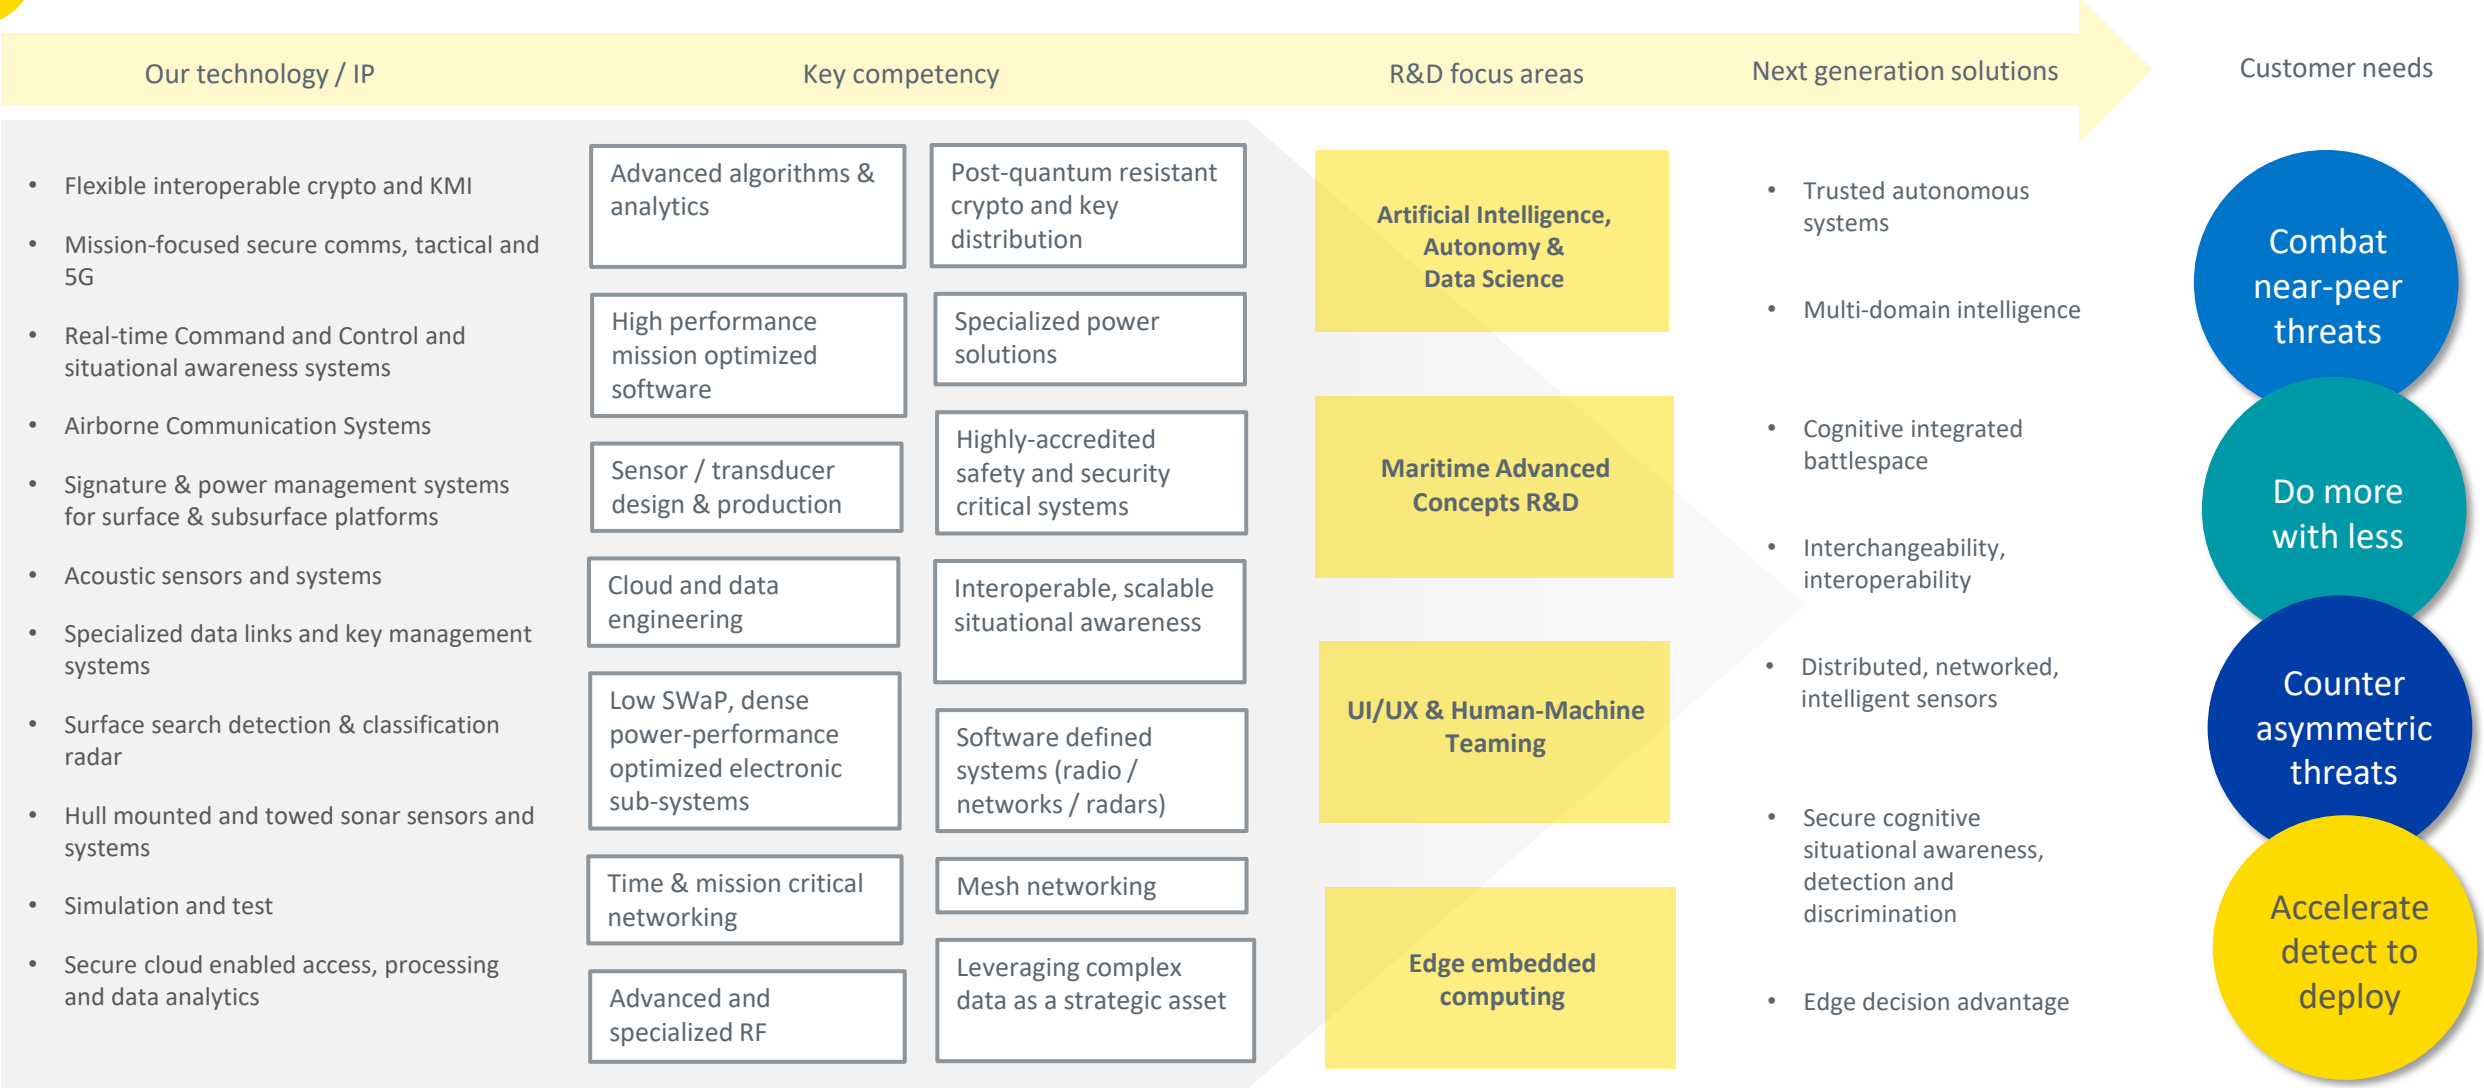 Our technology / IP
Key competency
R&D focus areas
Next generation solutions
Customer needs
• Flexible interoperable crypto and KMI
• Mission-focused secure comms, tactical and
5G
• Real-time Command and Control and
situational awareness systems
• Airborne Communication Systems
• Signature & power management systems
for surface & subsurface platforms
• Acoustic sensors and systems
• Specialized data links and key management
systems
• Surface search detection & classification
radar
• Hull mounted and towed sonar sensors and
systems
• Simulation and test
• Secure cloud enabled access, processing
and data analytics
Advanced algorithms &
analytics
High performance
mission optimized
software
Sensor / transducer
design & production
Cloud and data
engineering
Low SWaP, dense
power-performance
optimized electronic
sub-systems
Time & mission critical
networking
Advanced and
specialized RF
Post-quantum resistant
crypto and key
distribution
Specialized power
solutions
Highly-accredited
safety and security
critical systems
Interoperable, scalable
situational awareness
Software defined
systems (radio /
networks / radars)
Mesh networking
Leveraging complex
data as a strategic asset
Artificial Intelligence,
Autonomy &
Data Science
Maritime Advanced
Concepts R&D
UI/UX & Human-Machine
Teaming
Edge embedded
computing
• Trusted autonomous
systems
• Multi-domain intelligence
• Cognitive integrated
battlespace
• Interchangeability,
interoperability
• Distributed, networked,
intelligent sensors
• Secure cognitive
situational awareness,
detection and
discrimination
• Edge decision advantage
Combat
near-peer
threats
Do more
with less
Counter
asymmetric
threats
Accelerate
detect to
deploy